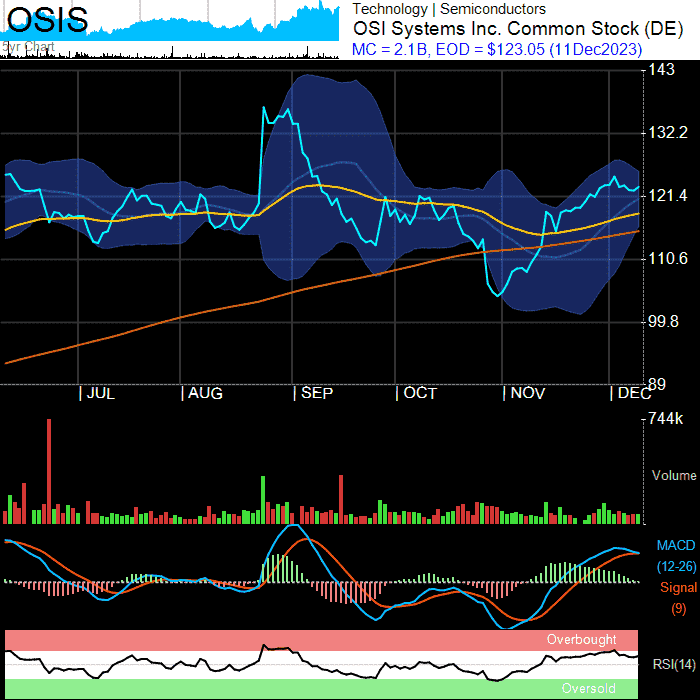 OSIS
5yr Chart
Technology | Semiconductors
OSI Systems Inc. Common Stock (DE)
MC = 2.1B, EOD = $123.05 (11Dec2023)
143
132.2
121.4
110.6
99.8
89
JUL AUG SEP OCT NOV DEC
744k
Volume
MACD
(12-26)
Signal
(9)
Overbought
RSI(14)
Oversold